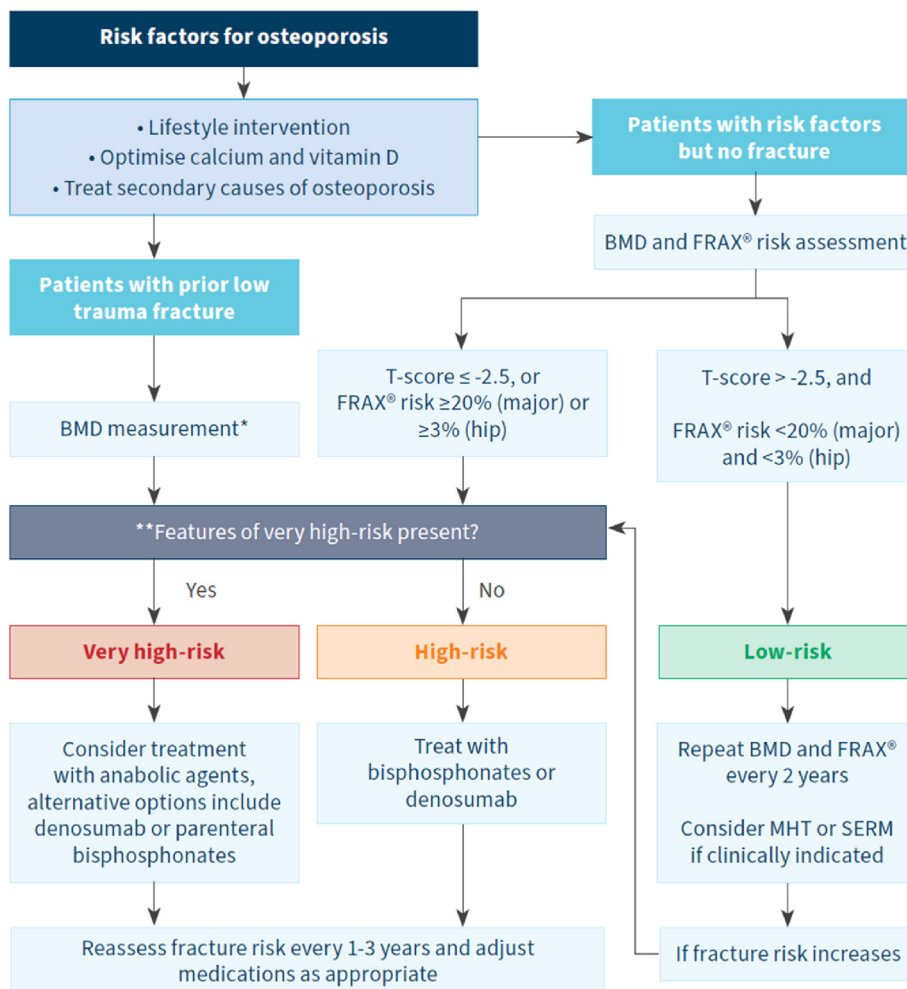 Risk factors for osteoporosis
• Lifestyle intervention
• Optimise calcium and vitamin D
• Treat secondary causes of osteoporosis
Patients with risk factors
but no fracture
BMD and FRAX® risk assessment
Patients with prior low
trauma fracture
BMD measurement*
T-score ≤ -2.5, or
FRAX® risk ≥20% (major) or
≥3% (hip)
T-score > -2.5, and
FRAX® risk <20% (major)
and <3% (hip)
**Features of very high-risk present?
Yes
No
Very high-risk
High-risk
Low-risk
Consider treatment
with anabolic agents,
alternative options include
denosumab or parenteral
bisphosphonates
Treat with
bisphosphonates or
denosumab
Repeat BMD and FRAX®
every 2 years
Consider MHT or SERM
if clinically indicated
Reassess fracture risk every 1-3 years and adjust
medications as appropriate
If fracture risk increases